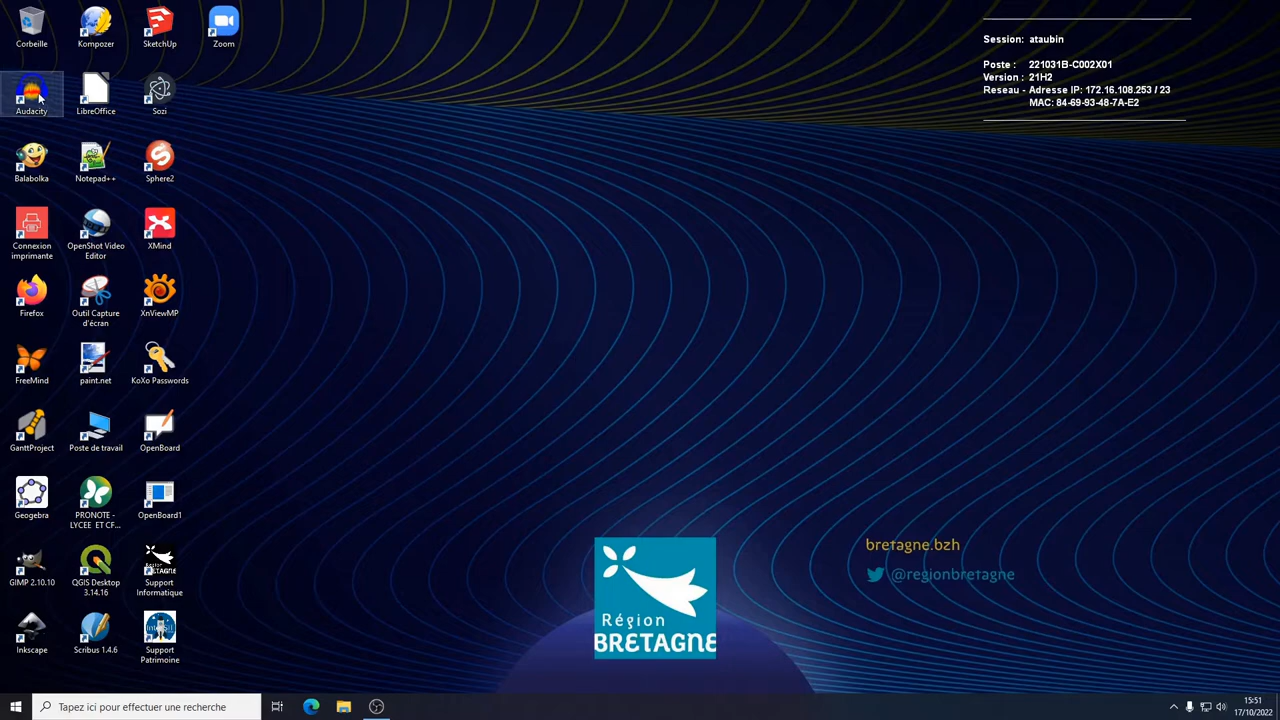 Corbeille
Kompozer
SketchUp
Zoom
Audacity
LibreOffice
Sozi
Balabolka
Notepad++
Sphere2
Connexion
imprimante
OpenShot Video
Editor
XMind
Firefox
Outil Capture
d'écran
XnViewMP
FreeMind
paint.net
KoXo Passwords
GanttProject
Poste de travail
OpenBoard
Geogebra
PRONOTE -
LYCEE ET CF...
OpenBoard1
GIMP 2.10.10
QGIS Desktop
3.14.16
Support
Informatique
Inkscape
Scribus 1.4.6
Support
Patrimoine
Session: ataubin
Poste : 221031B-C002X01
Version : 21H2
Reseau - Adresse IP: 172.16.108.253 / 23
MAC: 84-69-93-48-7A-E2
bretagne.bzh
@regionbretagne
Région
BRETAGNE
Tapez ici pour effectuer une recherche
15:51
17/10/2022